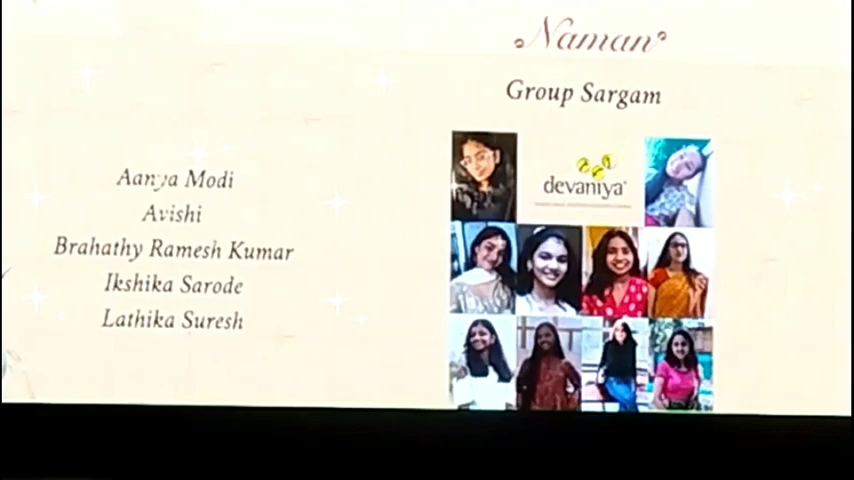 Naman
Group Sargam
devaniya
Aanya Modi
Avishi
Brahathy Ramesh Kumar
Ikshika Sarode
Lathika Suresh